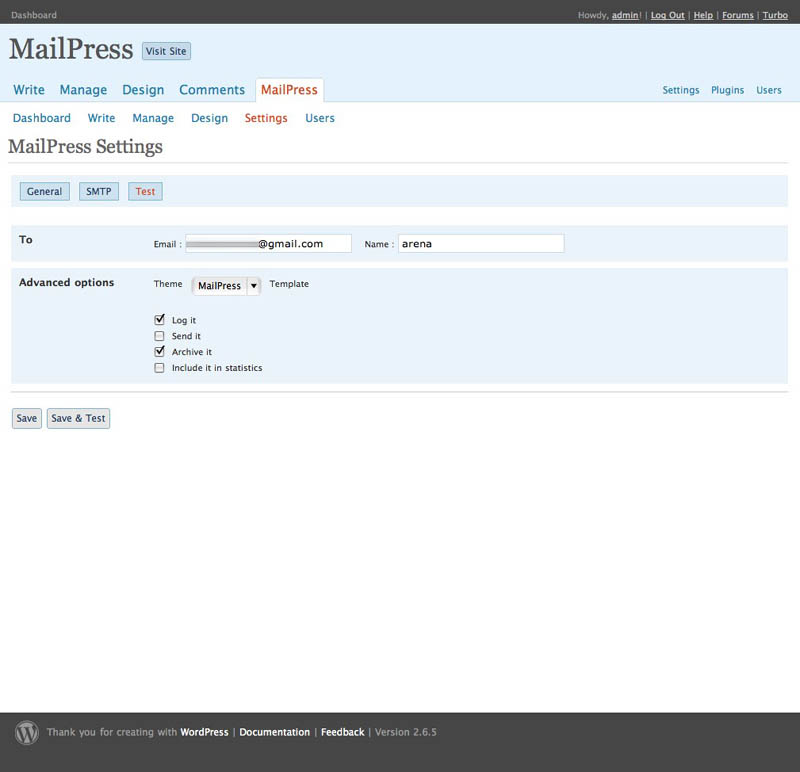 Dashboard Howdy, admin! | Log Out | Help | Forums | Turbo
MailPress Visit Site
Write Manage Design Comments MailPress Settings Plugins Users
Dashboard Write Manage Design Settings Users
MailPress Settings
General SMTP Test
To Email : @gmail.com Name : arena
Advanced options Theme MailPress Template
Log it
Send it
Archive it
Include it in statistics
Save Save & Test
Thank you for creating with WordPress | Documentation | Feedback | Version 2.6.5